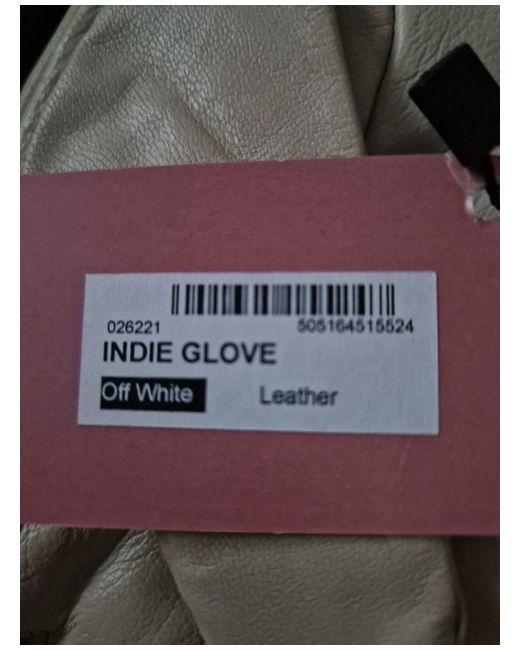 026221 505164515524
INDIE GLOVE
Off White Leather